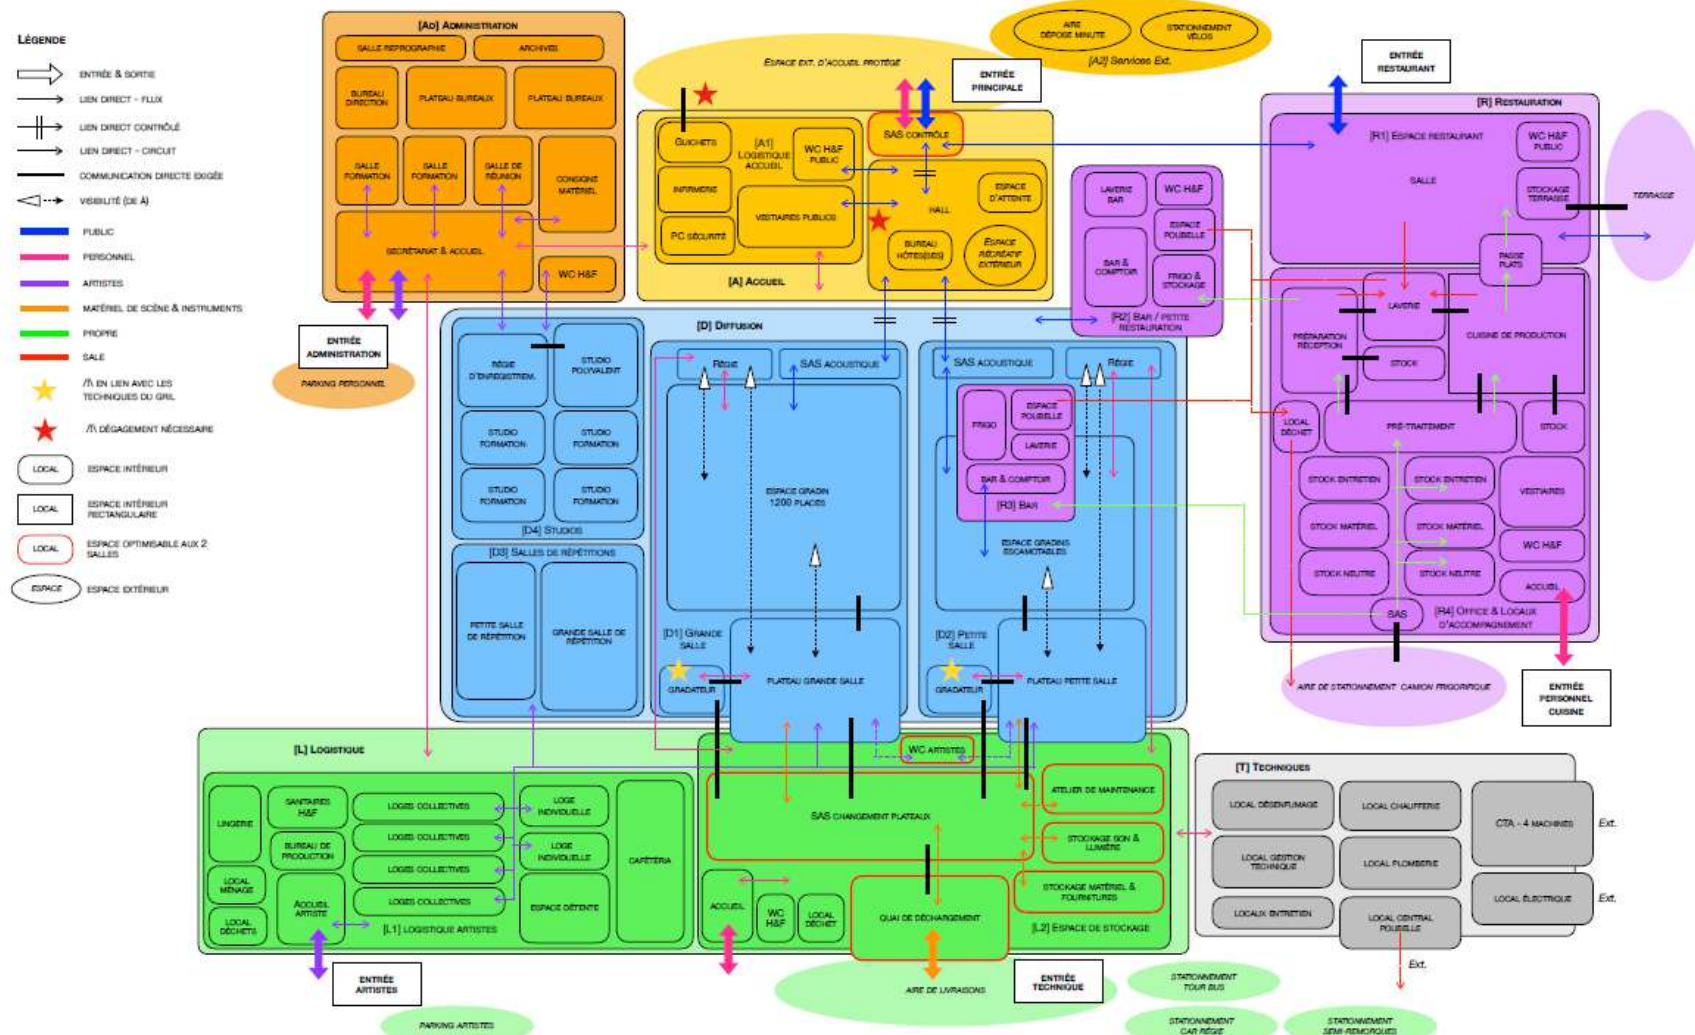 LÉGENDE
ENTRÉE & SORTIE
LIEN DIRECT - FLUX
LIEN DIRECT CONTRÔLÉ
LIEN DIRECT - CIRCUIT
COMMUNICATION DIRECTE EXIGÉE
VISIBILITÉ (DE À)
PUBLIC
PERSONNEL
ARTISTES
MATÉRIEL DE SCÈNE & INSTRUMENTS
PROPRE
SALE
/!\ EN LIEN AVEC LES
TECHNIQUES DU GRIL
/!\ DÉGAGEMENT NÉCESSAIRE
LOCAL
ESPACE INTÉRIEUR
LOCAL
ESPACE INTÉRIEUR
RECTANGULAIRE
LOCAL
ESPACE OPTIMISABLE AUX 2
SALLES
ESPACE
ESPACE EXTÉRIEUR
[AD] ADMINISTRATION
SALLE REPROGRAPHIE
ARCHIVES
BUREAU
DIRECTION
PLATEAU BUREAUX
PLATEAU BUREAUX
SALLE
FORMATION
SALLE
FORMATION
SALLE DE
RÉUNION
CONSIGNE
MATÉRIEL
SECRÉTARIAT & ACCUEIL
WC H&F
ENTRÉE
ADMINISTRATION
PARKING PERSONNEL
ESPACE EXT. D'ACCUEIL PROTÉGÉ
ENTRÉE
PRINCIPALE
AIRE
DÉPOSE MINUTE
STATIONNEMENT
VÉLOS
[A2] SERVICES EXT.
GUICHETS
[A1]
LOGISTIQUE
ACCUEIL
WC H&F
PUBLIC
SAS CONTRÔLE
INFIRMERIE
VESTIAIRES PUBLICS
PC SÉCURITÉ
HALL
ESPACE
D'ATTENTE
BUREAU
HÔTES(SES)
ESPACE
RÉCRÉATIF
EXTÉRIEUR
[A] ACCUEIL
LAVERIE
BAR
WC H&F
ESPACE
POUBELLE
BAR &
COMPTOIR
FRIGO &
STOCKAGE
[R2] BAR / PETITE
RESTAURATION
ENTRÉE
RESTAURANT
[R] RESTAURATION
[R1] ESPACE RESTAURANT
WC H&F
PUBLIC
SALLE
STOCKAGE
TERRASSE
TERRASSE
PASSE
PLATS
LAVERIE
PRÉPARATION
RÉCEPTION
CUISINE DE PRODUCTION
STOCK
LOCAL
DÉCHET
PRÉ-TRAITEMENT
STOCK
STOCK ENTRETIEN
STOCK ENTRETIEN
VESTIAIRES
STOCK MATÉRIEL
STOCK MATÉRIEL
WC H&F
STOCK NEUTRE
STOCK NEUTRE
ACCUEIL
SAS
[R4] OFFICE & LOCAUX
D'ACCOMPAGNEMENT
AIRE DE STATIONNEMENT CAMION FRIGORIFIQUE
ENTRÉE
PERSONNEL
CUISINE
[D] DIFFUSION
RÉGIE
D'ENREGISTREM.
STUDIO
POLYVALENT
STUDIO
FORMATION
STUDIO
FORMATION
STUDIO
FORMATION
STUDIO
FORMATION
[D4] STUDIOS
[D3] SALLES DE RÉPÉTITIONS
PETITE SALLE
DE RÉPÉTITION
GRANDE SALLE DE
RÉPÉTITION
RÉGIE
SAS ACOUSTIQUE
ESPACE GRADIN
1200 PLACES
[D1] GRANDE
SALLE
GRADATEUR
PLATEAU GRANDE SALLE
SAS ACOUSTIQUE
RÉGIE
FRIGO
ESPACE
POUBELLE
LAVERIE
BAR & COMPTOIR
[R3] BAR
ESPACE GRADINS
ESCAMOTABLES
[D2] PETITE
SALLE
GRADATEUR
PLATEAU PETITE SALLE
[L] LOGISTIQUE
LINGERIE
SANITAIRES
H&F
LOGES COLLECTIVES
LOGE
INDIVIDUELLE
BUREAU DE
PRODUCTION
LOGES COLLECTIVES
LOGE
INDIVIDUELLE
CAFÉTÉRIA
LOCAL
MÉNAGE
LOGES COLLECTIVES
ACCUEIL
ARTISTE
LOGES COLLECTIVES
ESPACE DÉTENTE
LOCAL
DÉCHETS
[L1] LOGISTIQUE ARTISTES
ENTRÉE
ARTISTES
PARKING ARTISTES
WC ARTISTES
SAS CHANGEMENT PLATEAUX
ATELIER DE MAINTENANCE
STOCKAGE SON &
LUMIÈRE
STOCKAGE MATÉRIEL &
FOURNITURES
ACCUEIL
WC
H&F
LOCAL
DÉCHET
QUAI DE DÉCHARGEMENT
[L2] ESPACE DE STOCKAGE
AIRE DE LIVRAISONS
ENTRÉE
TECHNIQUE
STATIONNEMENT
TOUR BUS
STATIONNEMENT
CAR RÉGIE
STATIONNEMENT
SEMI-REMORQUES
[T] TECHNIQUES
LOCAL DÉSENFUMAGE
LOCAL CHAUFFERIE
CTA - 4 MACHINES
Ext.
LOCAL GESTION
TECHNIQUE
LOCAL PLOMBERIE
LOCAL ÉLECTRIQUE
Ext.
LOCAUX ENTRETIEN
LOCAL CENTRAL
POUBELLE
Ext.